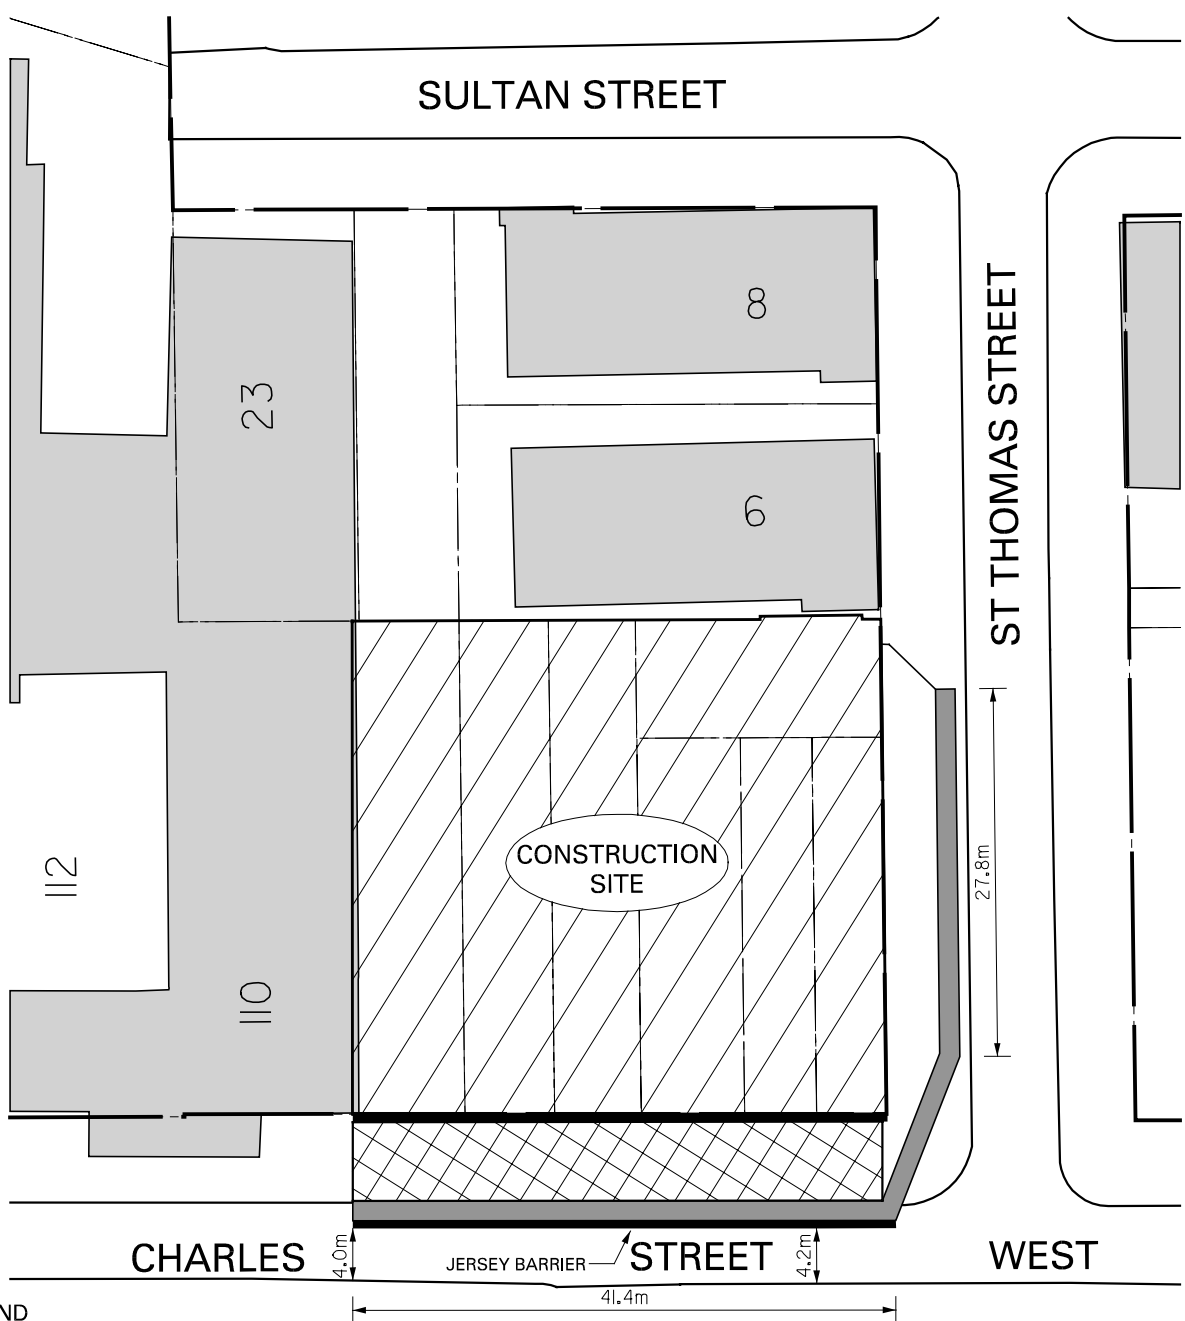 SULTAN STREET
8
23
ST THOMAS STREET
6
CONSTRUCTION
SITE
27.8m
112
110
CHARLES STREET WEST
4.0m
JERSEY BARRIER
4.2m
41.4m
ND